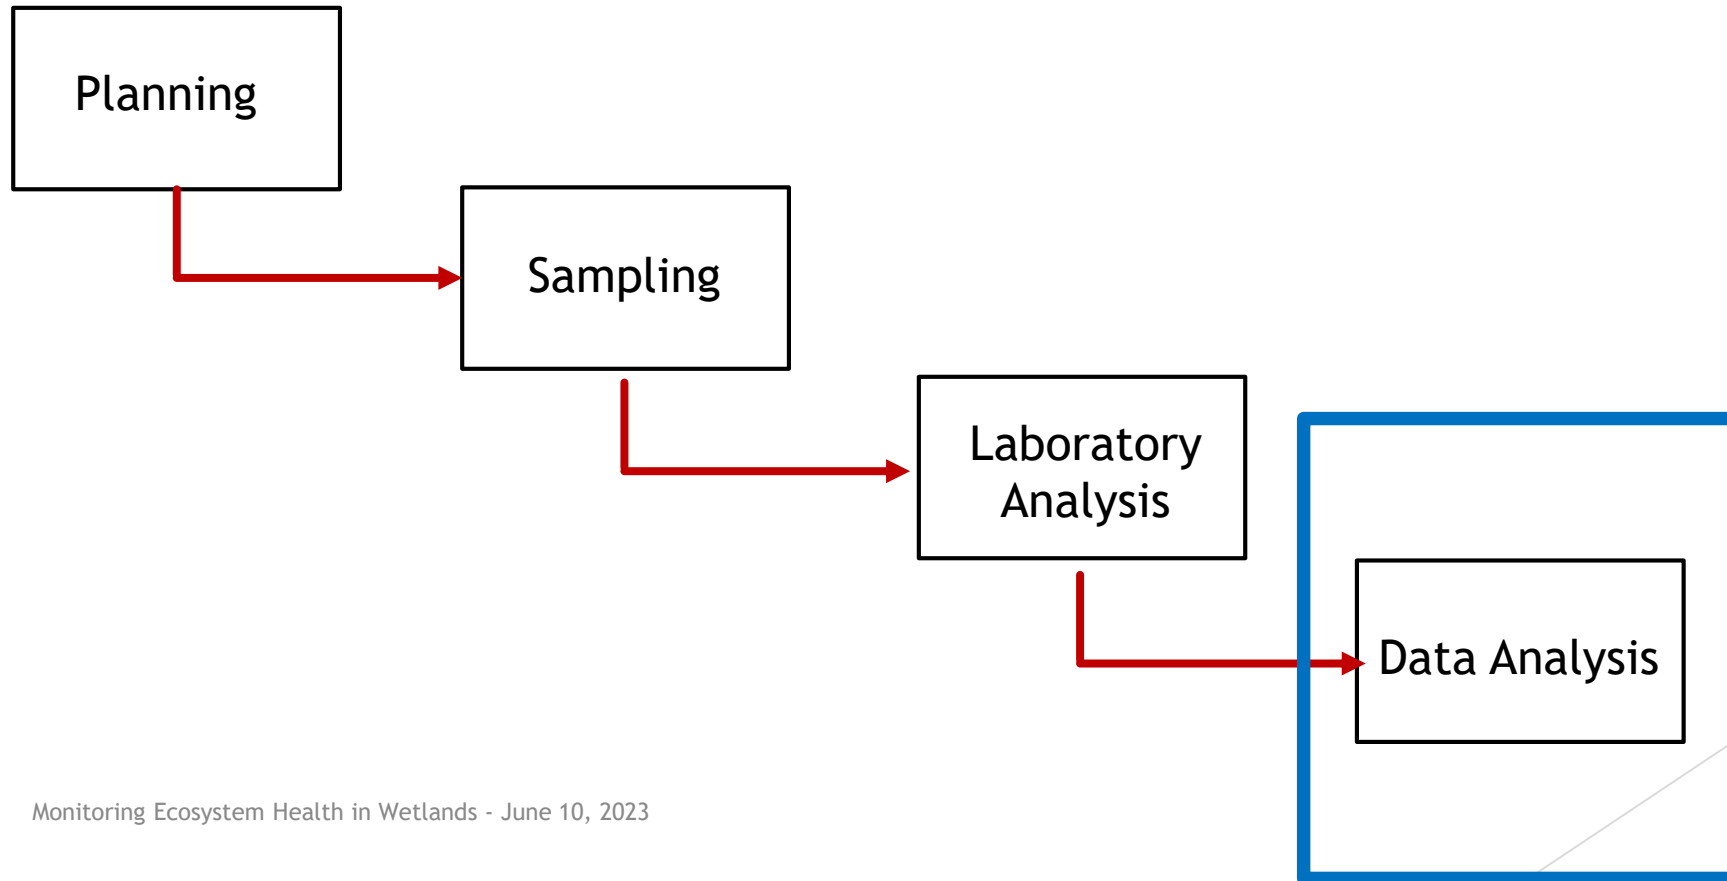 Planning
Sampling
Laboratory
Analysis
Data Analysis
Monitoring Ecosystem Health in Wetlands - June 10, 2023